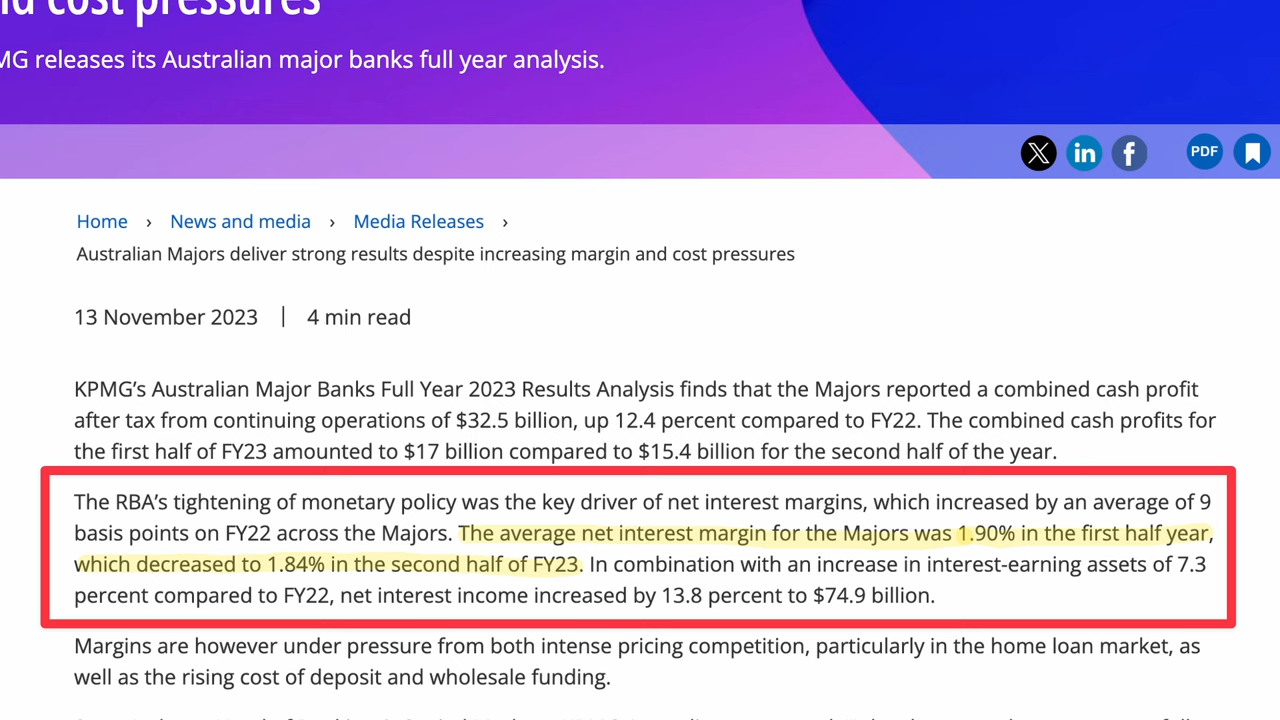 cost pressures
releases its Australian major banks full year analysis.
in
f
PDF
Home › News and media › Media Releases ›
Australian Majors deliver strong results despite increasing margin and cost pressures
13 November 2023 | 4 min read
KPMG’s Australian Major Banks Full Year 2023 Results Analysis finds that the Majors reported a combined cash profit
after tax from continuing operations of $32.5 billion, up 12.4 percent compared to FY22. The combined cash profits for
the first half of FY23 amounted to $17 billion compared to $15.4 billion for the second half of the year.
The RBA’s tightening of monetary policy was the key driver of net interest margins, which increased by an average of 9
basis points on FY22 across the Majors. The average net interest margin for the Majors was 1.90% in the first half year,
which decreased to 1.84% in the second half of FY23. In combination with an increase in interest-earning assets of 7.3
percent compared to FY22, net interest income increased by 13.8 percent to $74.9 billion.
Margins are however under pressure from both intense pricing competition, particularly in the home loan market, as
well as the rising cost of deposit and wholesale funding.